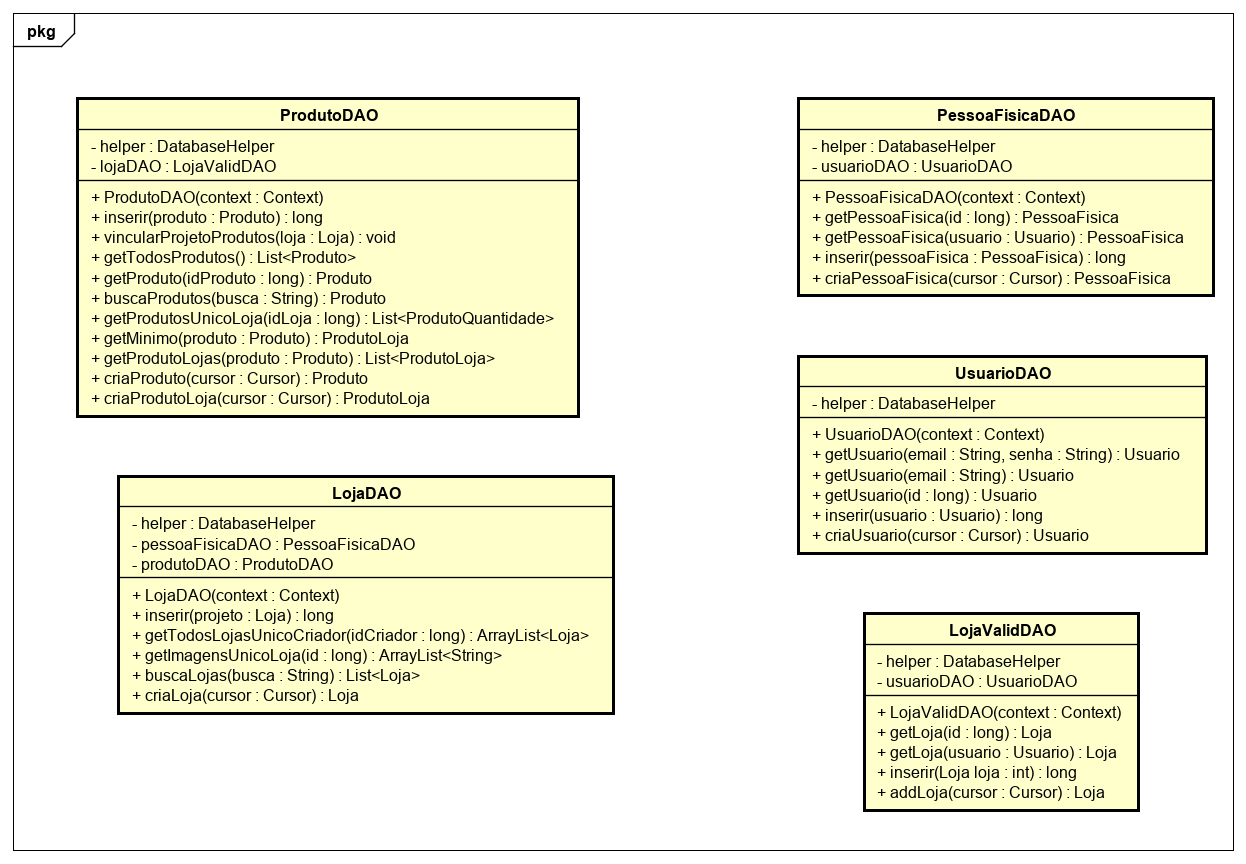 pkg
ProdutoDAO
- helper : DatabaseHelper
- lojaDAO : LojaValidDAO
+ ProdutoDAO(context : Context)
+ inserir(produto : Produto) : long
+ vincularProjetoProdutos(loja : Loja) : void
+ getTodosProdutos() : List<Produto>
+ getProduto(idProduto : long) : Produto
+ buscaProdutos(busca : String) : Produto
+ getProdutosUnicoLoja(idLoja : long) : List<ProdutoQuantidade>
+ getMinimo(produto : Produto) : ProdutoLoja
+ getProdutoLojas(produto : Produto) : List<ProdutoLoja>
+ criaProduto(cursor : Cursor) : Produto
+ criaProdutoLoja(cursor : Cursor) : ProdutoLoja
LojaDAO
- helper : DatabaseHelper
- pessoaFisicaDAO : PessoaFisicaDAO
- produtoDAO : ProdutoDAO
+ LojaDAO(context : Context)
+ inserir(projeto : Loja) : long
+ getTodosLojasUnicoCriador(idCriador : long) : ArrayList<Loja>
+ getImagensUnicoLoja(id : long) : ArrayList<String>
+ buscaLojas(busca : String) : List<Loja>
+ criaLoja(cursor : Cursor) : Loja
PessoaFisicaDAO
- helper : DatabaseHelper
- usuarioDAO : UsuarioDAO
+ PessoaFisicaDAO(context : Context)
+ getPessoaFisica(id : long) : PessoaFisica
+ getPessoaFisica(usuario : Usuario) : PessoaFisica
+ inserir(pessoaFisica : PessoaFisica) : long
+ criaPessoaFisica(cursor : Cursor) : PessoaFisica
UsuarioDAO
- helper : DatabaseHelper
+ UsuarioDAO(context : Context)
+ getUsuario(email : String, senha : String) : Usuario
+ getUsuario(email : String) : Usuario
+ getUsuario(id : long) : Usuario
+ inserir(usuario : Usuario) : long
+ criaUsuario(cursor : Cursor) : Usuario
LojaValidDAO
- helper : DatabaseHelper
- usuarioDAO : UsuarioDAO
+ LojaValidDAO(context : Context)
+ getLoja(id : long) : Loja
+ getLoja(usuario : Usuario) : Loja
+ inserir(Loja loja : int) : long
+ addLoja(cursor : Cursor) : Loja